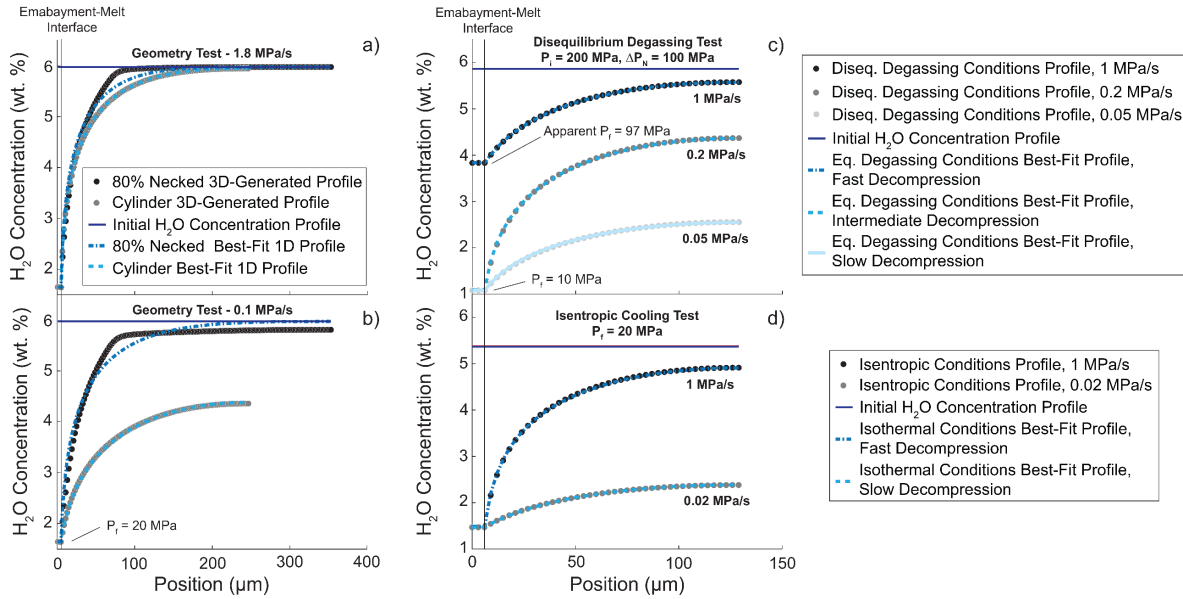 Emabayment-Melt
Interface
Geometry Test - 1.8 MPa/s
a)
6
5
4
3
2
H2O Concentration (wt. %)
80% Necked 3D-Generated Profile
Cylinder 3D-Generated Profile
Initial H2O Concentration Profile
80% Necked Best-Fit 1D Profile
Cylinder Best-Fit 1D Profile
Geometry Test - 0.1 MPa/s
b)
6
5
4
3
2
H2O Concentration (wt. %)
Pf = 20 MPa
0
100
200
300
400
Position (µm)
Emabayment-Melt
Interface
Disequilibrium Degassing Test
Pi = 200 MPa, ΔPN = 100 MPa
c)
6
5
4
3
2
1
H2O Concentration (wt. %)
1 MPa/s
Apparent Pf = 97 MPa
0.2 MPa/s
0.05 MPa/s
Pf = 10 MPa
Isentropic Cooling Test
Pf = 20 MPa
d)
6
5
4
3
2
1
H2O Concentration (wt. %)
1 MPa/s
0.02 MPa/s
0
50
100
150
Position (µm)
Diseq. Degassing Conditions Profile, 1 MPa/s
Diseq. Degassing Conditions Profile, 0.2 MPa/s
Diseq. Degassing Conditions Profile, 0.05 MPa/s
Initial H2O Concentration Profile
Eq. Degassing Conditions Best-Fit Profile,
Fast Decompression
Eq. Degassing Conditions Best-Fit Profile,
Intermediate Decompression
Eq. Degassing Conditions Best-Fit Profile,
Slow Decompression
Isentropic Conditions Profile, 1 MPa/s
Isentropic Conditions Profile, 0.02 MPa/s
Initial H2O Concentration Profile
Isothermal Conditions Best-Fit Profile,
Fast Decompression
Isothermal Conditions Best-Fit Profile,
Slow Decompression